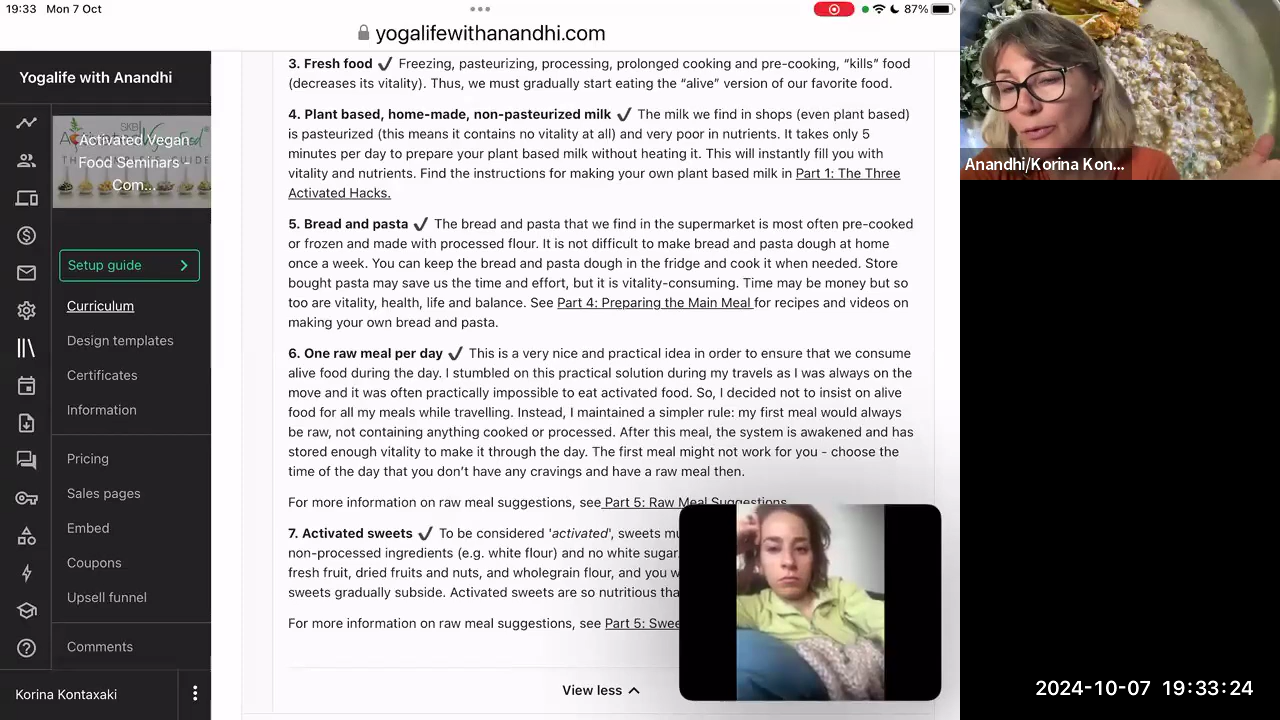 19:33 Mon 7 Oct
87%
yogalifewithanandhi.com
Yogalife with Anandhi
Activated Vegan
Food Seminars -
Com...
Setup guide
Curriculum
Design templates
Certificates
Information
Pricing
Sales pages
Embed
Coupons
Upsell funnel
Comments
Korina Kontaxaki
3. Fresh food ✔ Freezing, pasteurizing, processing, prolonged cooking and pre-cooking, “kills” food
(decreases its vitality). Thus, we must gradually start eating the “alive” version of our favorite food.
4. Plant based, home-made, non-pasteurized milk ✔ The milk we find in shops (even plant based)
is pasteurized (this means it contains no vitality at all) and very poor in nutrients. It takes only 5
minutes per day to prepare your plant based milk without heating it. This will instantly fill you with
vitality and nutrients. Find the instructions for making your own plant based milk in Part 1: The Three
Activated Hacks.
5. Bread and pasta ✔ The bread and pasta that we find in the supermarket is most often pre-cooked
or frozen and made with processed flour. It is not difficult to make bread and pasta dough at home
once a week. You can keep the bread and pasta dough in the fridge and cook it when needed. Store
bought pasta may save us the time and effort, but it is vitality-consuming. Time may be money but so
too are vitality, health, life and balance. See Part 4: Preparing the Main Meal for recipes and videos on
making your own bread and pasta.
6. One raw meal per day ✔ This is a very nice and practical idea in order to ensure that we consume
alive food during the day. I stumbled on this practical solution during my travels as I was always on the
move and it was often practically impossible to eat activated food. So, I decided not to insist on alive
food for all my meals while travelling. Instead, I maintained a simpler rule: my first meal would always
be raw, not containing anything cooked or processed. After this meal, the system is awakened and has
stored enough vitality to make it through the day. The first meal might not work for you - choose the
time of the day that you don’t have any cravings and have a raw meal then.
For more information on raw meal suggestions, see Part 5: Raw Meal Suggestions
7. Activated sweets ✔ To be considered 'activated', sweets
non-processed ingredients (e.g. white flour) and no white sugar.
fresh fruit, dried fruits and nuts, and wholegrain flour, and you
sweets gradually subside. Activated sweets are so nutritious
For more information on raw meal suggestions, see Part 5:
View less
Anandhi/Korina Kon...
2024-10-07 19:33:24